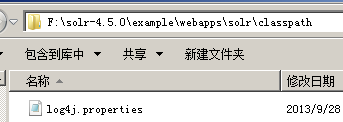 F:\solr-4.5.0\example\webapps\solr\classpath
包含到库中 共享 新建文件夹
名称 修改日期
log4j.properties 2013/9/28